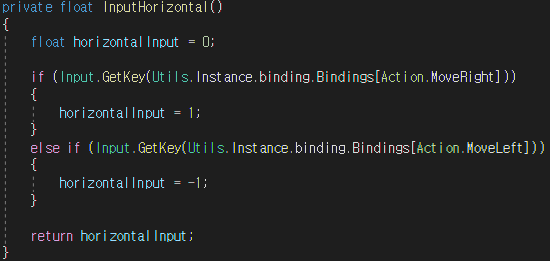 private float InputHorizontal()
{
    float horizontalInput = 0;
    if (Input.GetKey(Utils.Instance.binding.Bindings[Action.MoveRight]))
    {
        horizontalInput = 1;
    }
    else if (Input.GetKey(Utils.Instance.binding.Bindings[Action.MoveLeft]))
    {
        horizontalInput = -1;
    }
    return horizontalInput;
}